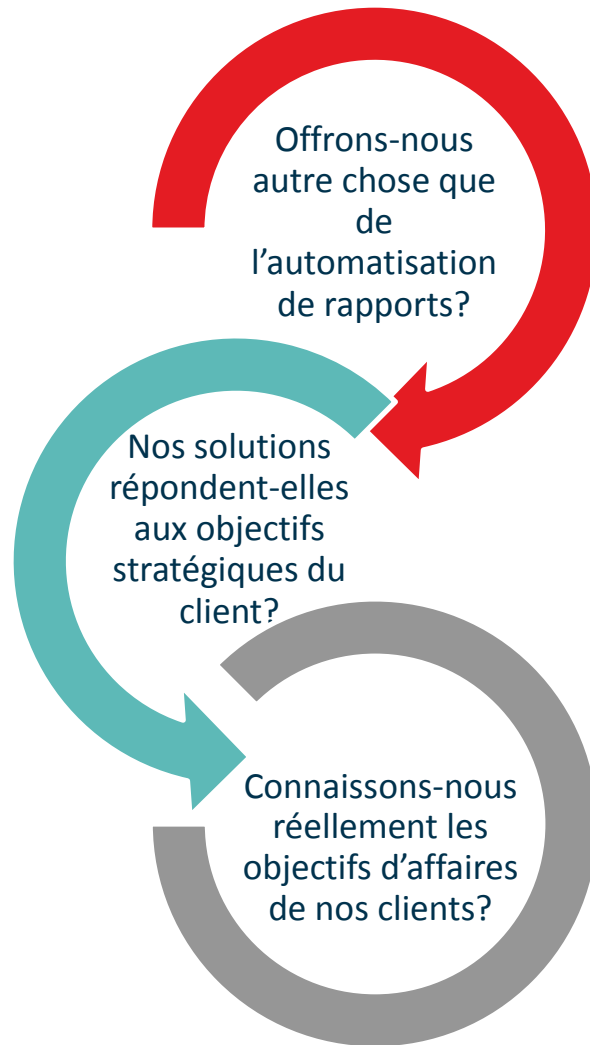 Offrons-nous
autre chose que
de
l’automatisation
de rapports?
Nos solutions
répondent-elles
aux objectifs
stratégiques du
client?
Connaissons-nous
réellement les
objectifs d’affaires
de nos clients?